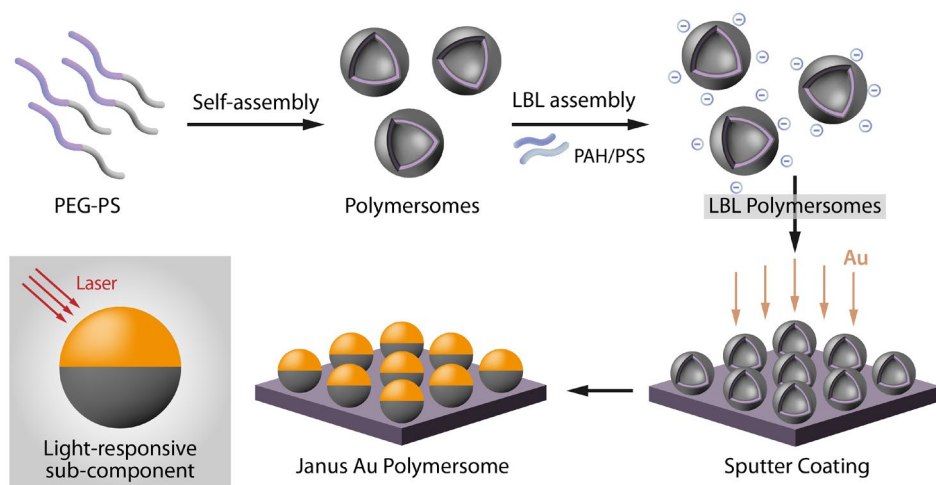 Self-assembly
LBL assembly
PAH/PSS
PEG-PS
Polymersomes
LBL Polymersomes
Laser
Au
Light-responsive
sub-component
Janus Au Polymersome
Sputter Coating